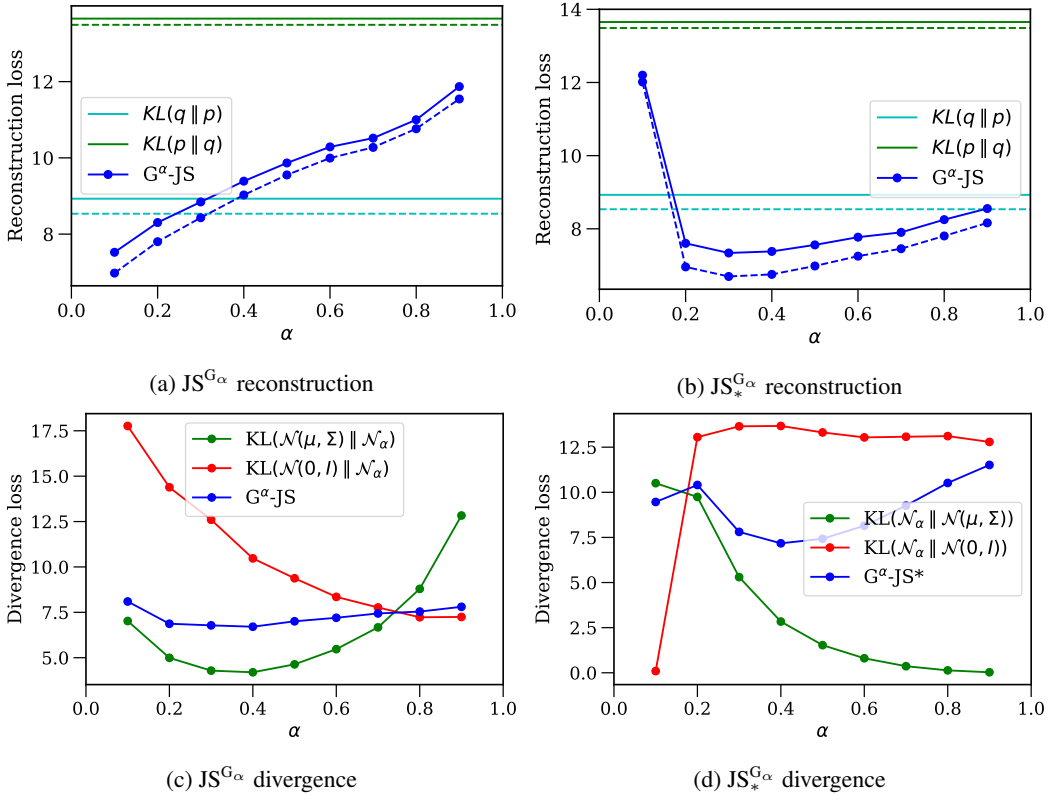 Reconstruction loss
12
10
8
KL(q ∥ p)
KL(p ∥ q)
G^α-JS
0.0 0.2 0.4 0.6 0.8 1.0
α
(a) JS^{G_α} reconstruction
Reconstruction loss
14
12
10
8
KL(q ∥ p)
KL(p ∥ q)
G^α-JS
0.0 0.2 0.4 0.6 0.8 1.0
α
(b) JS_*^{G_α} reconstruction
Divergence loss
17.5
15.0
12.5
10.0
7.5
5.0
KL(𝒩(μ, Σ) ∥ 𝒩_α)
KL(𝒩(0, I) ∥ 𝒩_α)
G^α-JS
0.0 0.2 0.4 0.6 0.8 1.0
α
(c) JS^{G_α} divergence
Divergence loss
12.5
10.0
7.5
5.0
2.5
0.0
KL(𝒩_α ∥ 𝒩(μ, Σ))
KL(𝒩_α ∥ 𝒩(0, I))
G^α-JS*
0.0 0.2 0.4 0.6 0.8 1.0
α
(d) JS_*^{G_α} divergence